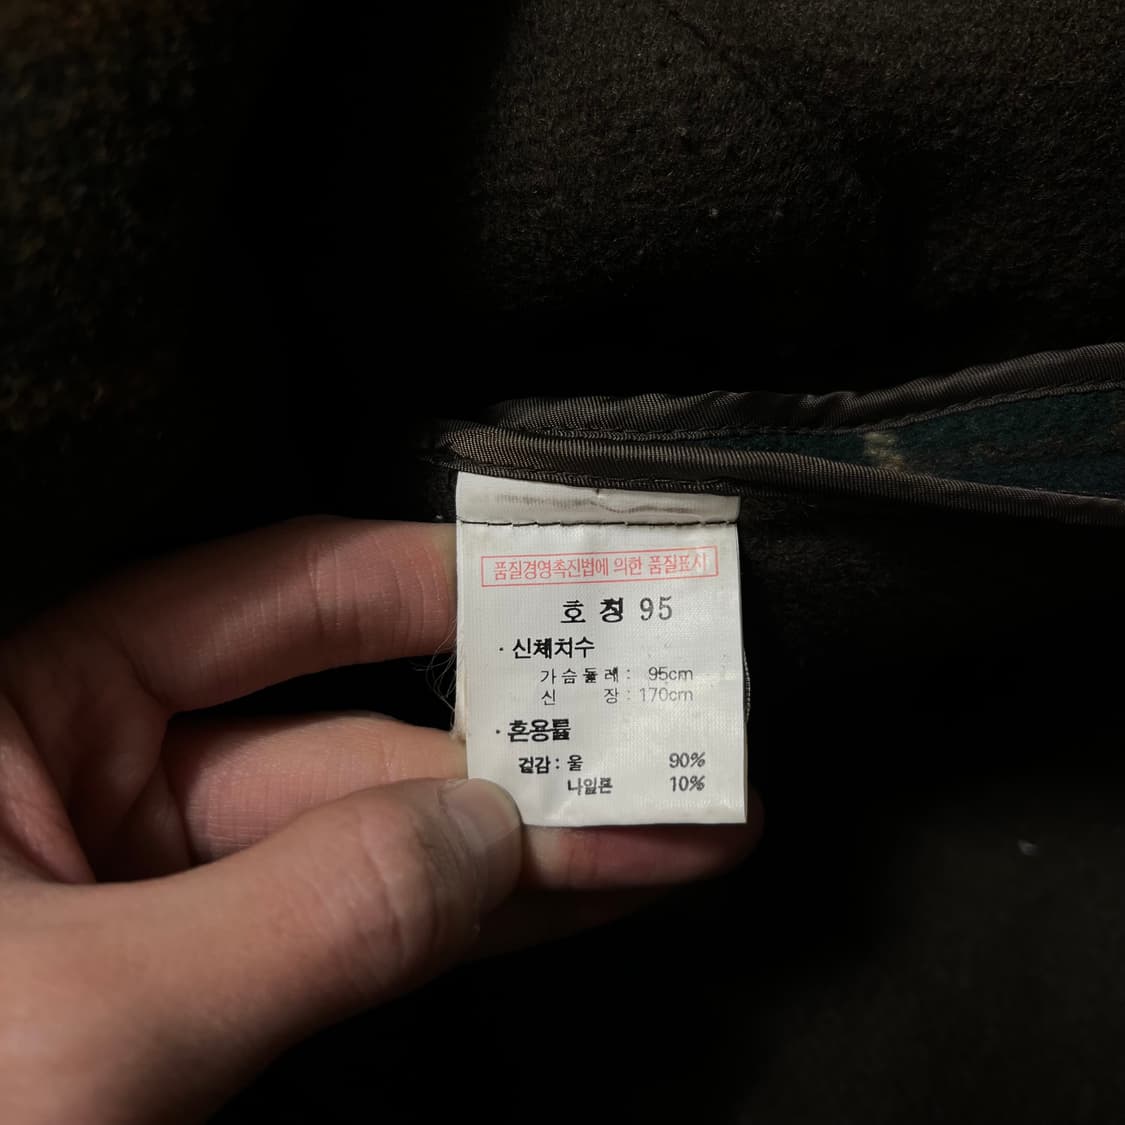 품질경영촉진법에 의한 품질표시
호 칭 95
· 신체치수
가슴둘레 : 95cm
신 장 : 170cm
· 혼용률
겉감 : 울 90%
나일론 10%